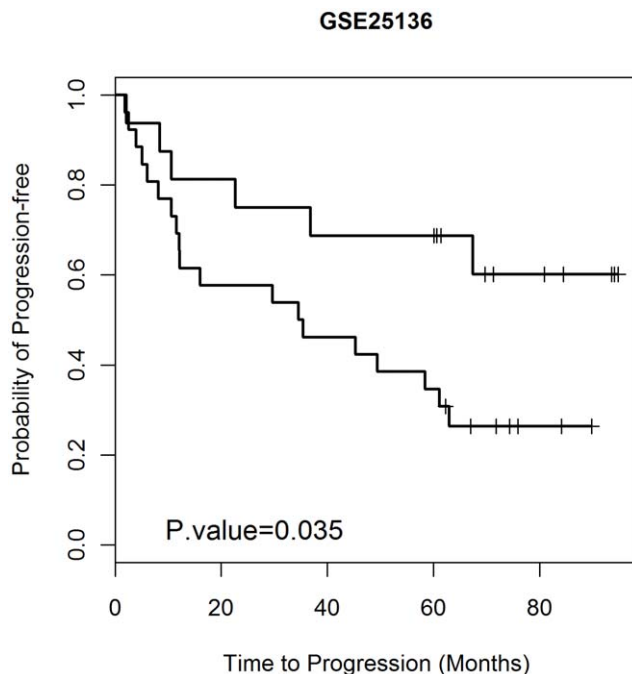 GSE25136
Probability of Progression-free
1.0
0.8
0.6
0.4
0.2
0.0
P.value=0.035
0 20 40 60 80
Time to Progression (Months)